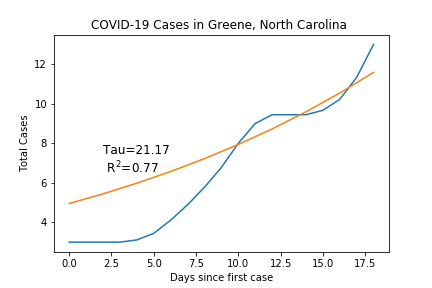 COVID-19 Cases in Greene, North Carolina
12
10
8
6
4
Total Cases
Tau=21.17
R²=0.77
0.0 2.5 5.0 7.5 10.0 12.5 15.0 17.5
Days since first case